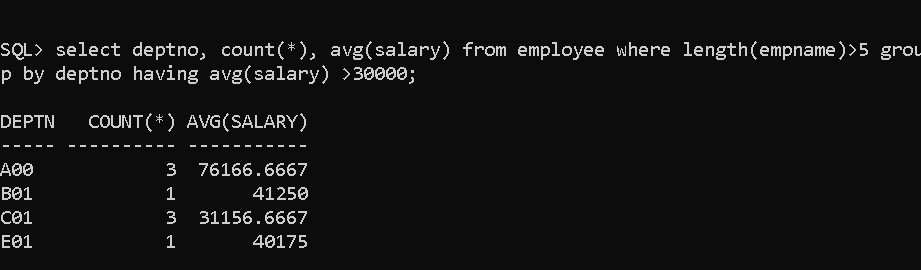 SQL> select deptno, count(*), avg(salary) from employee where length(empname)>5 grou
p by deptno having avg(salary) >30000;
DEPTN   COUNT(*) AVG(SALARY)
----- ---------- -----------
A00            3  76166.6667
B01            1       41250
C01            3  31156.6667
E01            1       40175